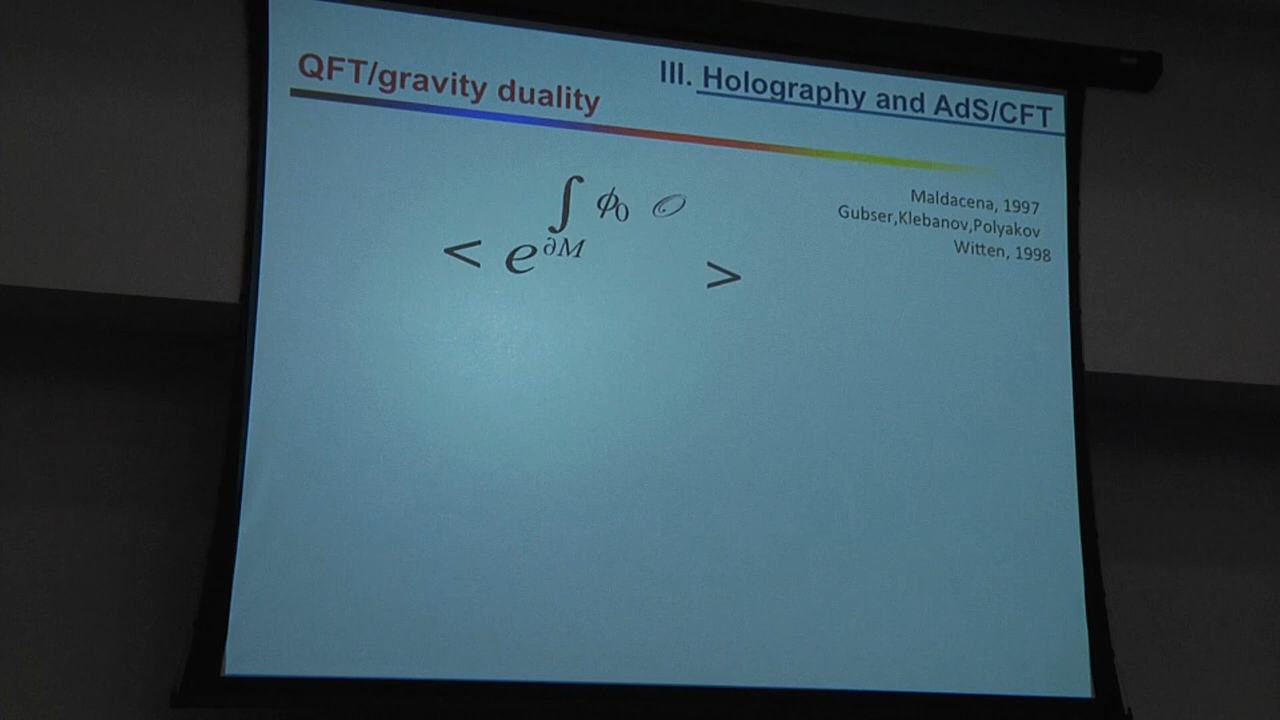 QFT/gravity duality
III. Holography and AdS/CFT
∫ ϕ₀ 𝒪
< e ∂M >
Maldacena, 1997
Gubser,Klebanov,Polyakov
Witten, 1998